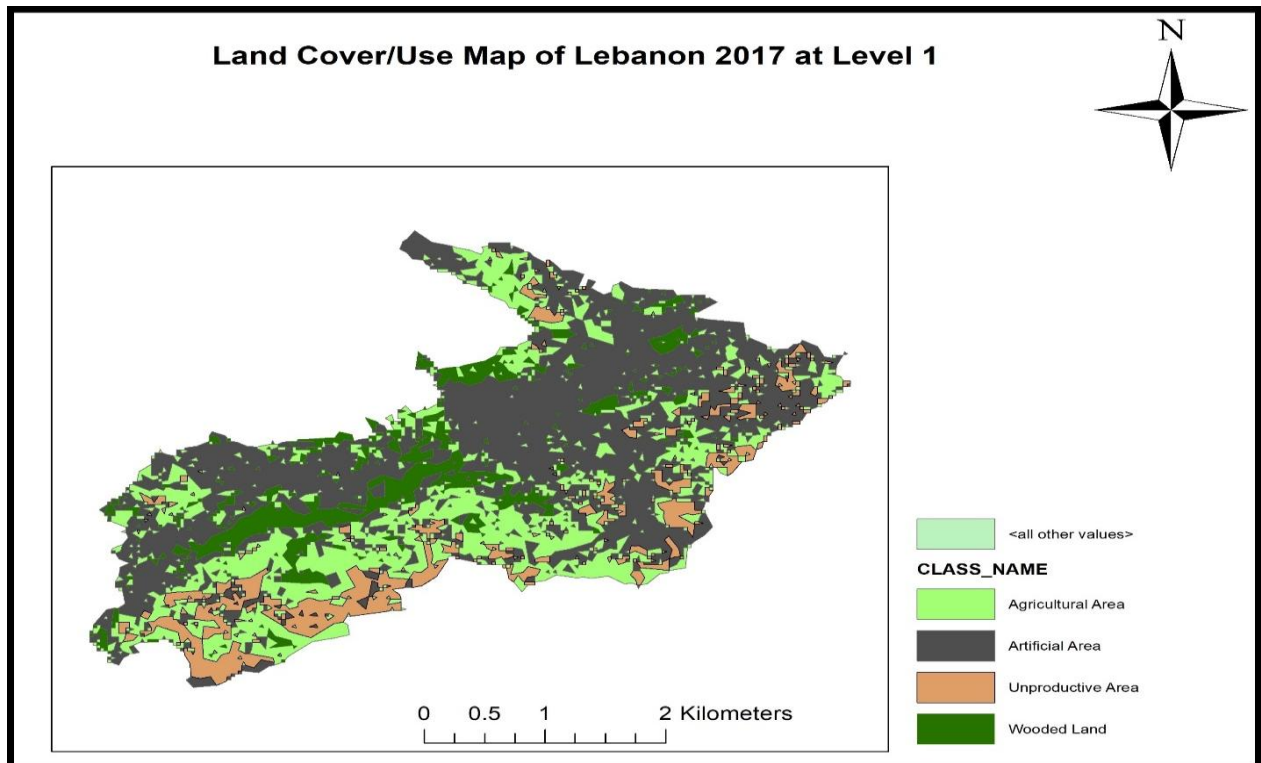 N
Land Cover/Use Map of Lebanon 2017 at Level 1
<all other values>
CLASS_NAME
Agricultural Area
Artificial Area
Unproductive Area
Wooded Land
0 0.5 1 2 Kilometers